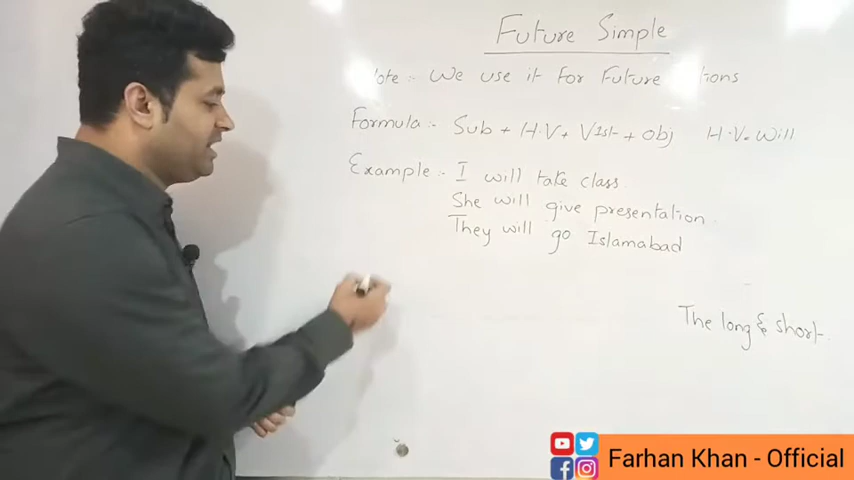 Future Simple
Note :- We use it for Future
Formula :- Sub + H.V + V1st + obj H.V = Will
Example :- I will take class.
She will give presentation.
They will go Islamabad
The long & short.
Farhan Khan - Official